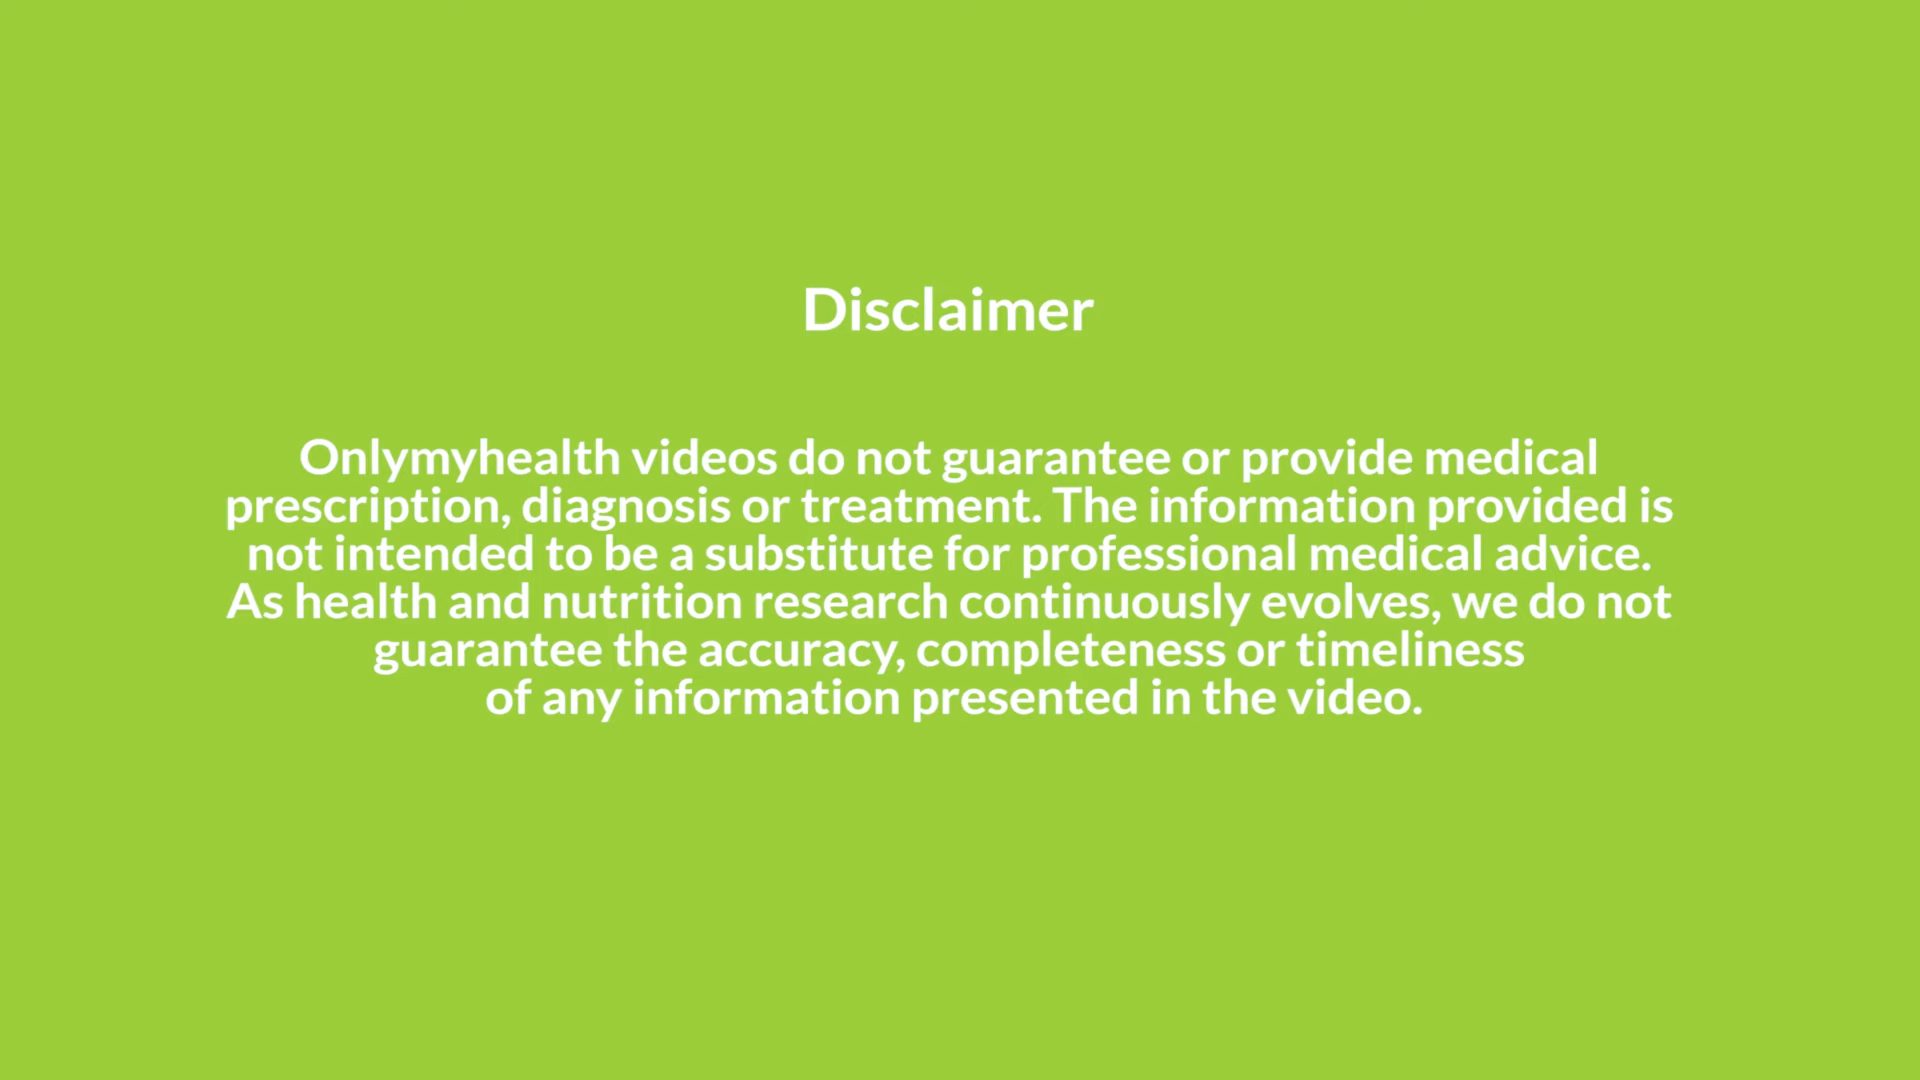 Disclaimer
Onlymyhealth videos do not guarantee or provide medical
prescription, diagnosis or treatment. The information provided is
not intended to be a substitute for professional medical advice.
As health and nutrition research continuously evolves, we do not
guarantee the accuracy, completeness or timeliness
of any information presented in the video.